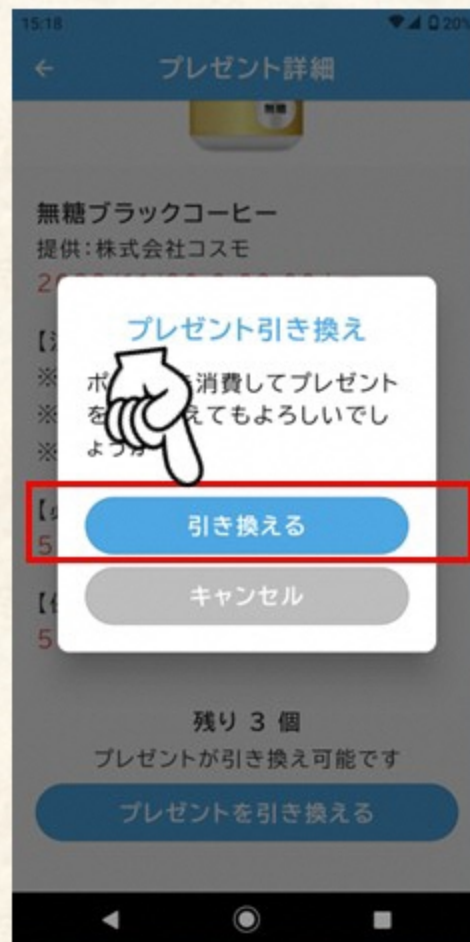 15:18
20%
プレゼント詳細
無糖
無糖ブラックコーヒー
提供:株式会社コスモ
プレゼント引き換え
ポ 消費してプレゼント
を えてもよろしいでし
ょうか
引き換える
キャンセル
残り 3 個
プレゼントが引き換え可能です
プレゼントを引き換える